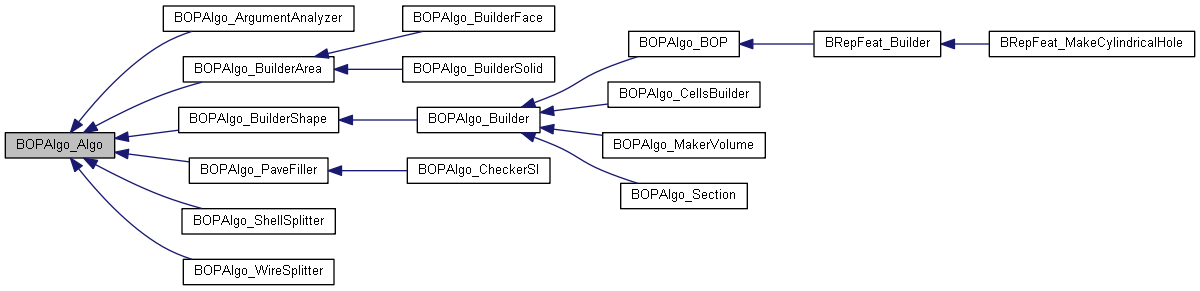 BOPAlgo_Algo
BOPAlgo_ArgumentAnalyzer
BOPAlgo_BuilderArea
BOPAlgo_BuilderFace
BOPAlgo_BuilderSolid
BOPAlgo_BuilderShape
BOPAlgo_Builder
BOPAlgo_BOP
BRepFeat_Builder
BRepFeat_MakeCylindricalHole
BOPAlgo_CellsBuilder
BOPAlgo_MakerVolume
BOPAlgo_Section
BOPAlgo_PaveFiller
BOPAlgo_CheckerSI
BOPAlgo_ShellSplitter
BOPAlgo_WireSplitter